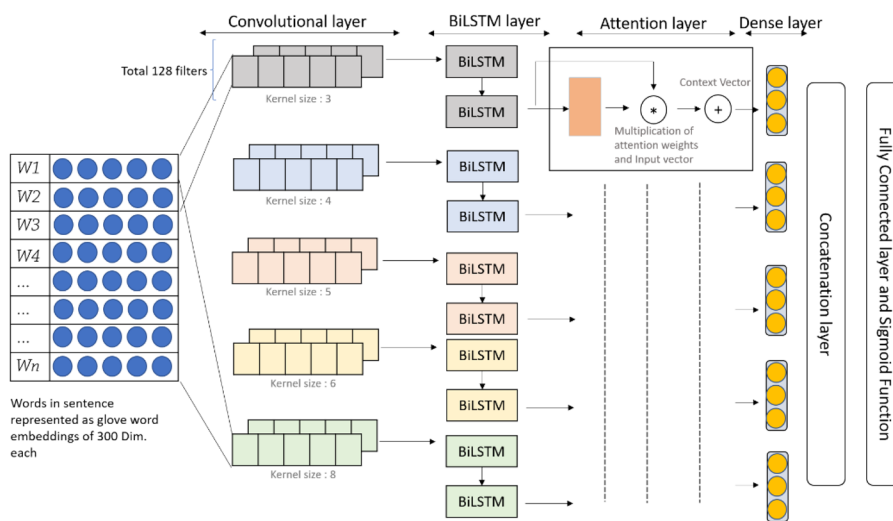 Convolutional layer
BiLSTM layer
Attention layer
Dense layer
Total 128 filters
Kernel size : 3
BiLSTM
BiLSTM
Context Vector
*
+
Multiplication of
attention weights
and Input vector
Kernel size : 4
BiLSTM
BiLSTM
Kernel size : 5
BiLSTM
BiLSTM
Kernel size : 6
BiLSTM
BiLSTM
Kernel size : 8
BiLSTM
BiLSTM
W1
W2
W3
W4
...
...
...
Wn
Words in sentence
represented as glove word
embeddings of 300 Dim.
each
Concatenation layer
Fully Connected layer and Sigmoid Function